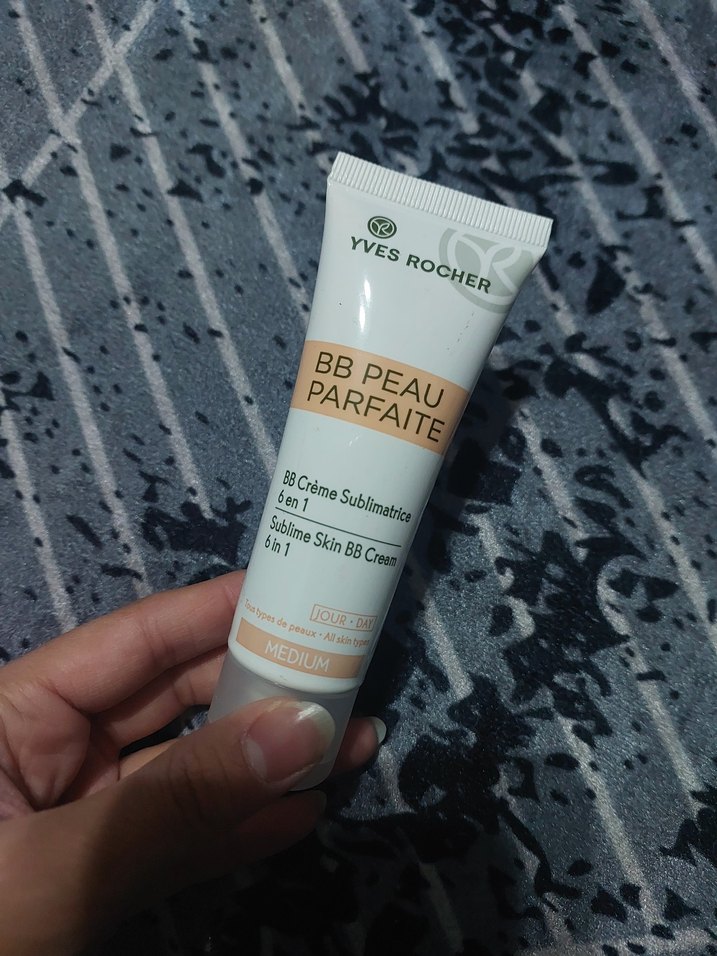 YVES ROCHER
BB PEAU
PARFAITE
BB Crème Sublimatrice
6 en 1
Sublime Skin BB Cream
6 in 1
JOUR • DAY
Tous types de peaux • All skin types
MEDIUM